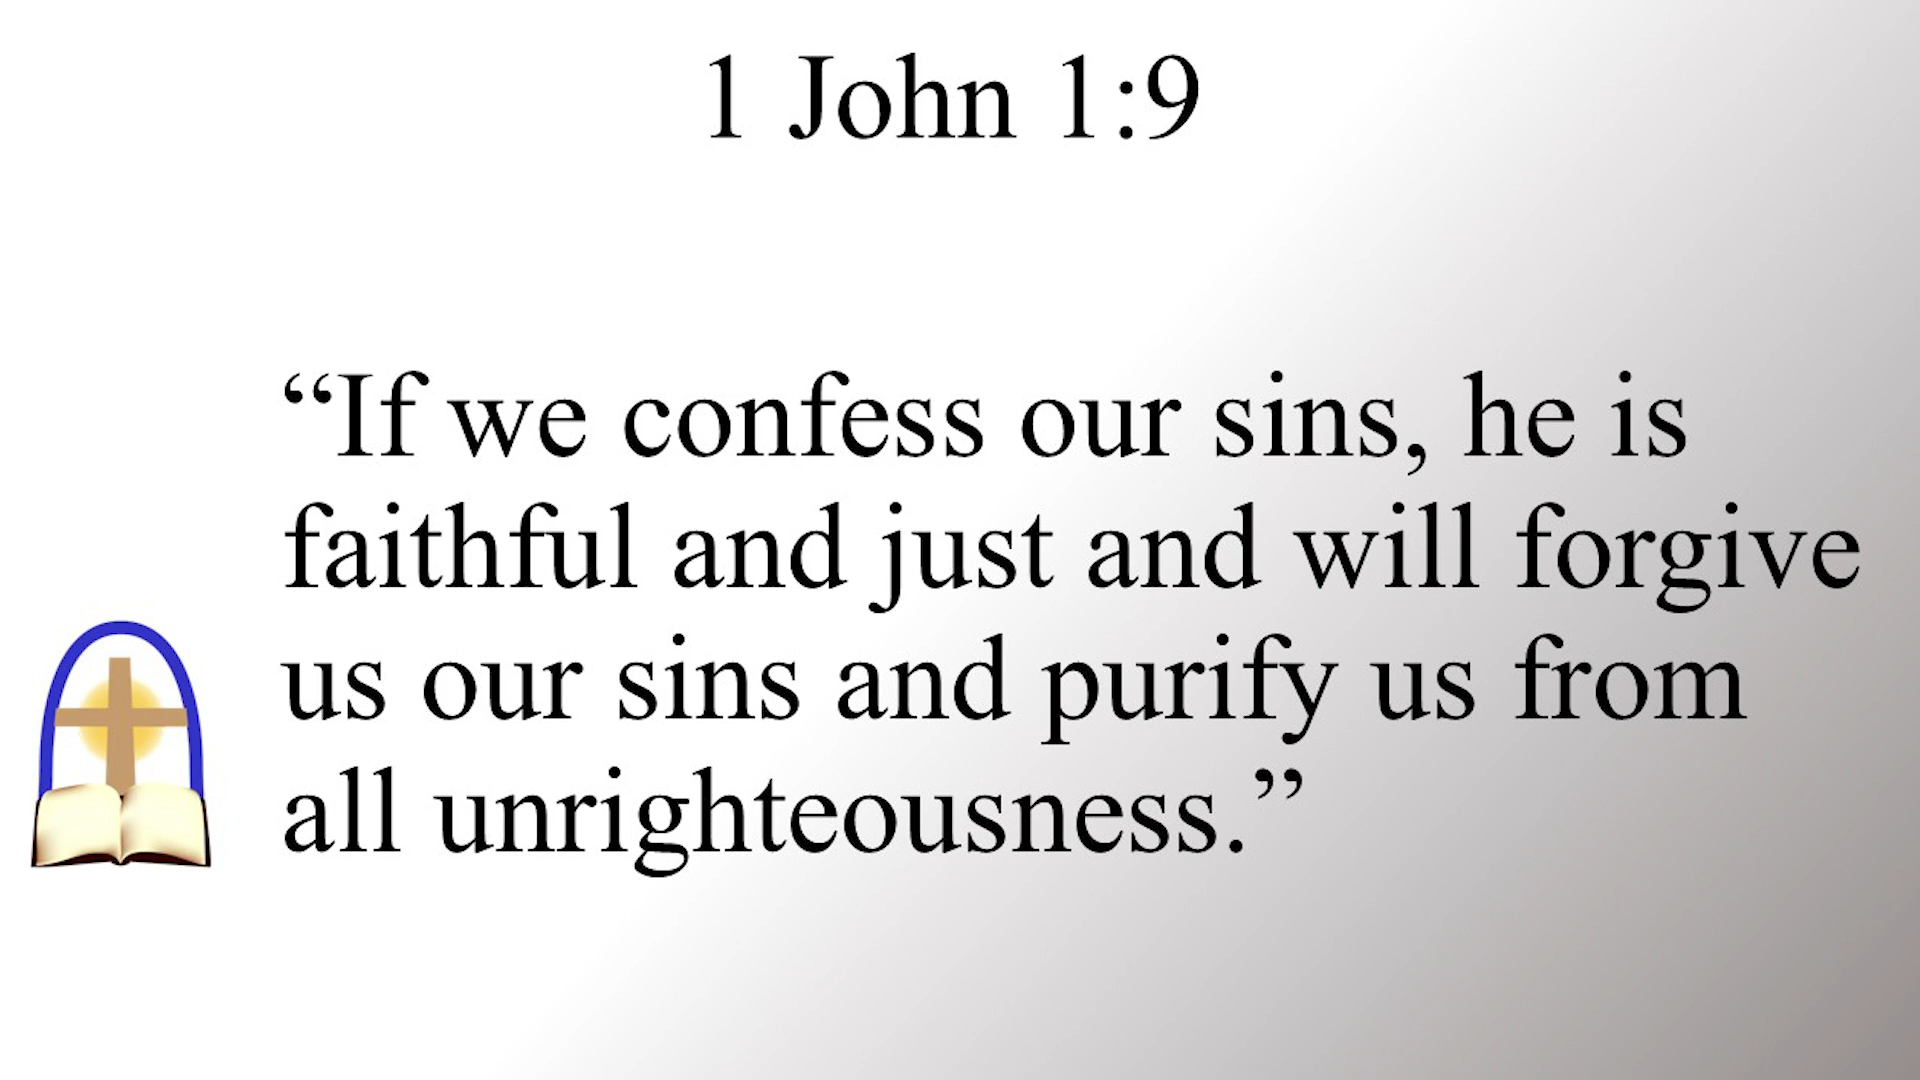 1 John 1:9
“If we confess our sins, he is
faithful and just and will forgive
us our sins and purify us from
all unrighteousness.”